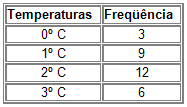 Temperaturas Freqüência
0º C 3
1º C 9
2º C 12
3º C 6